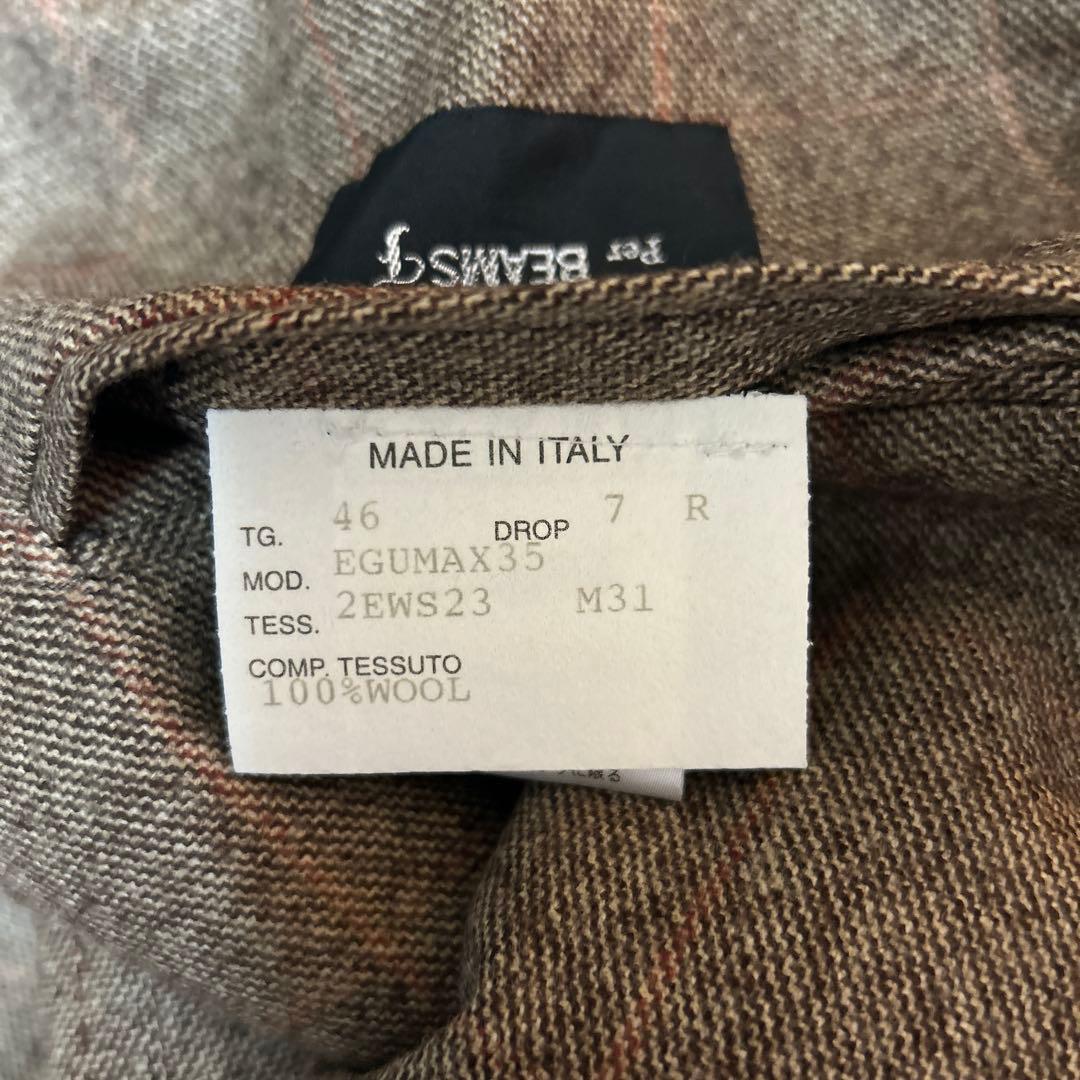 Per BEAMS F
MADE IN ITALY
TG. 46 DROP 7 R
MOD. EGUMAX35
TESS. 2EWS23 M31
COMP. TESSUTO
100%WOOL